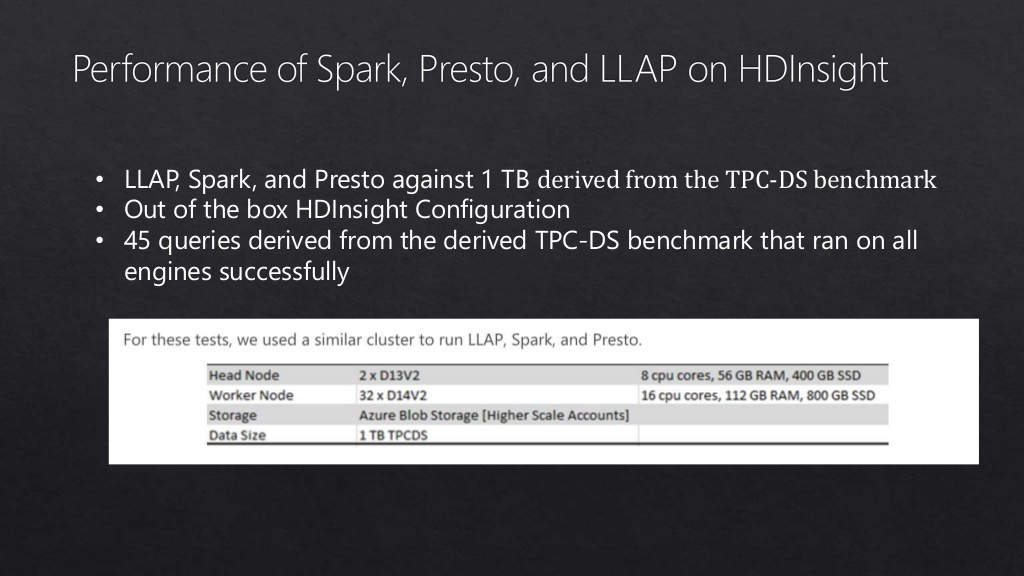 Performance of Spark, Presto, and LLAP on HDInsight
• LLAP, Spark, and Presto against 1 TB derived from the TPC-DS benchmark
• Out of the box HDInsight Configuration
• 45 queries derived from the derived TPC-DS benchmark that ran on all
engines successfully
For these tests, we used a similar cluster to run LLAP, Spark, and Presto.
Head Node 2 x D13V2 8 cpu cores, 56 GB RAM, 400 GB SSD
Worker Node 32 x D14V2 16 cpu cores, 112 GB RAM, 800 GB SSD
Storage Azure Blob Storage [Higher Scale Accounts]
Data Size 1 TB TPCDS